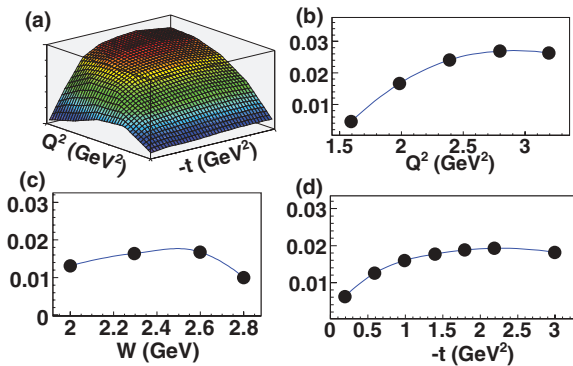 (a)
Q² (GeV²)
-t (GeV²)
(b)
0.03
0.02
0.01
1.5 2 2.5 3
Q² (GeV²)
(c)
0.03
0.02
0.01
0
2 2.2 2.4 2.6 2.8
W (GeV)
(d)
0.03
0.02
0.01
0 0.5 1 1.5 2 2.5 3
-t (GeV²)